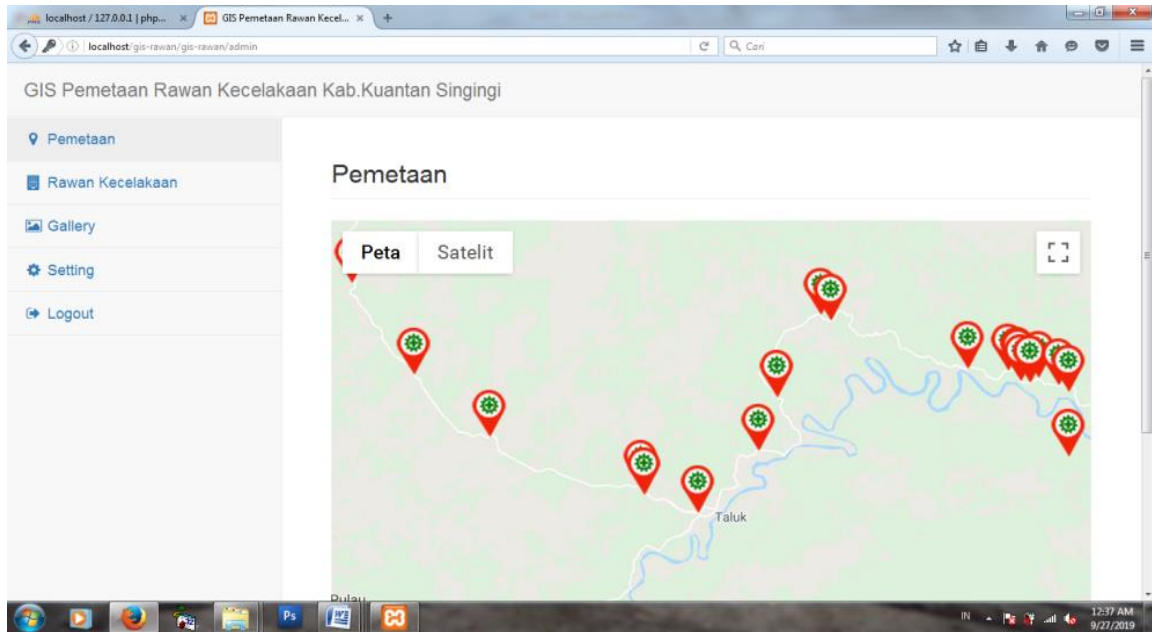 localhost / 127.0.0.1 | php...
GIS Pemetaan Rawan Kecel...
localhost/gis-rawan/gis-rawan/admin
Cari
GIS Pemetaan Rawan Kecelakaan Kab.Kuantan Singingi
Pemetaan
Rawan Kecelakaan
Gallery
Setting
Logout
Pemetaan
Peta Satelit
Taluk
Pulau
Ps
IN
12:37 AM
9/27/2019